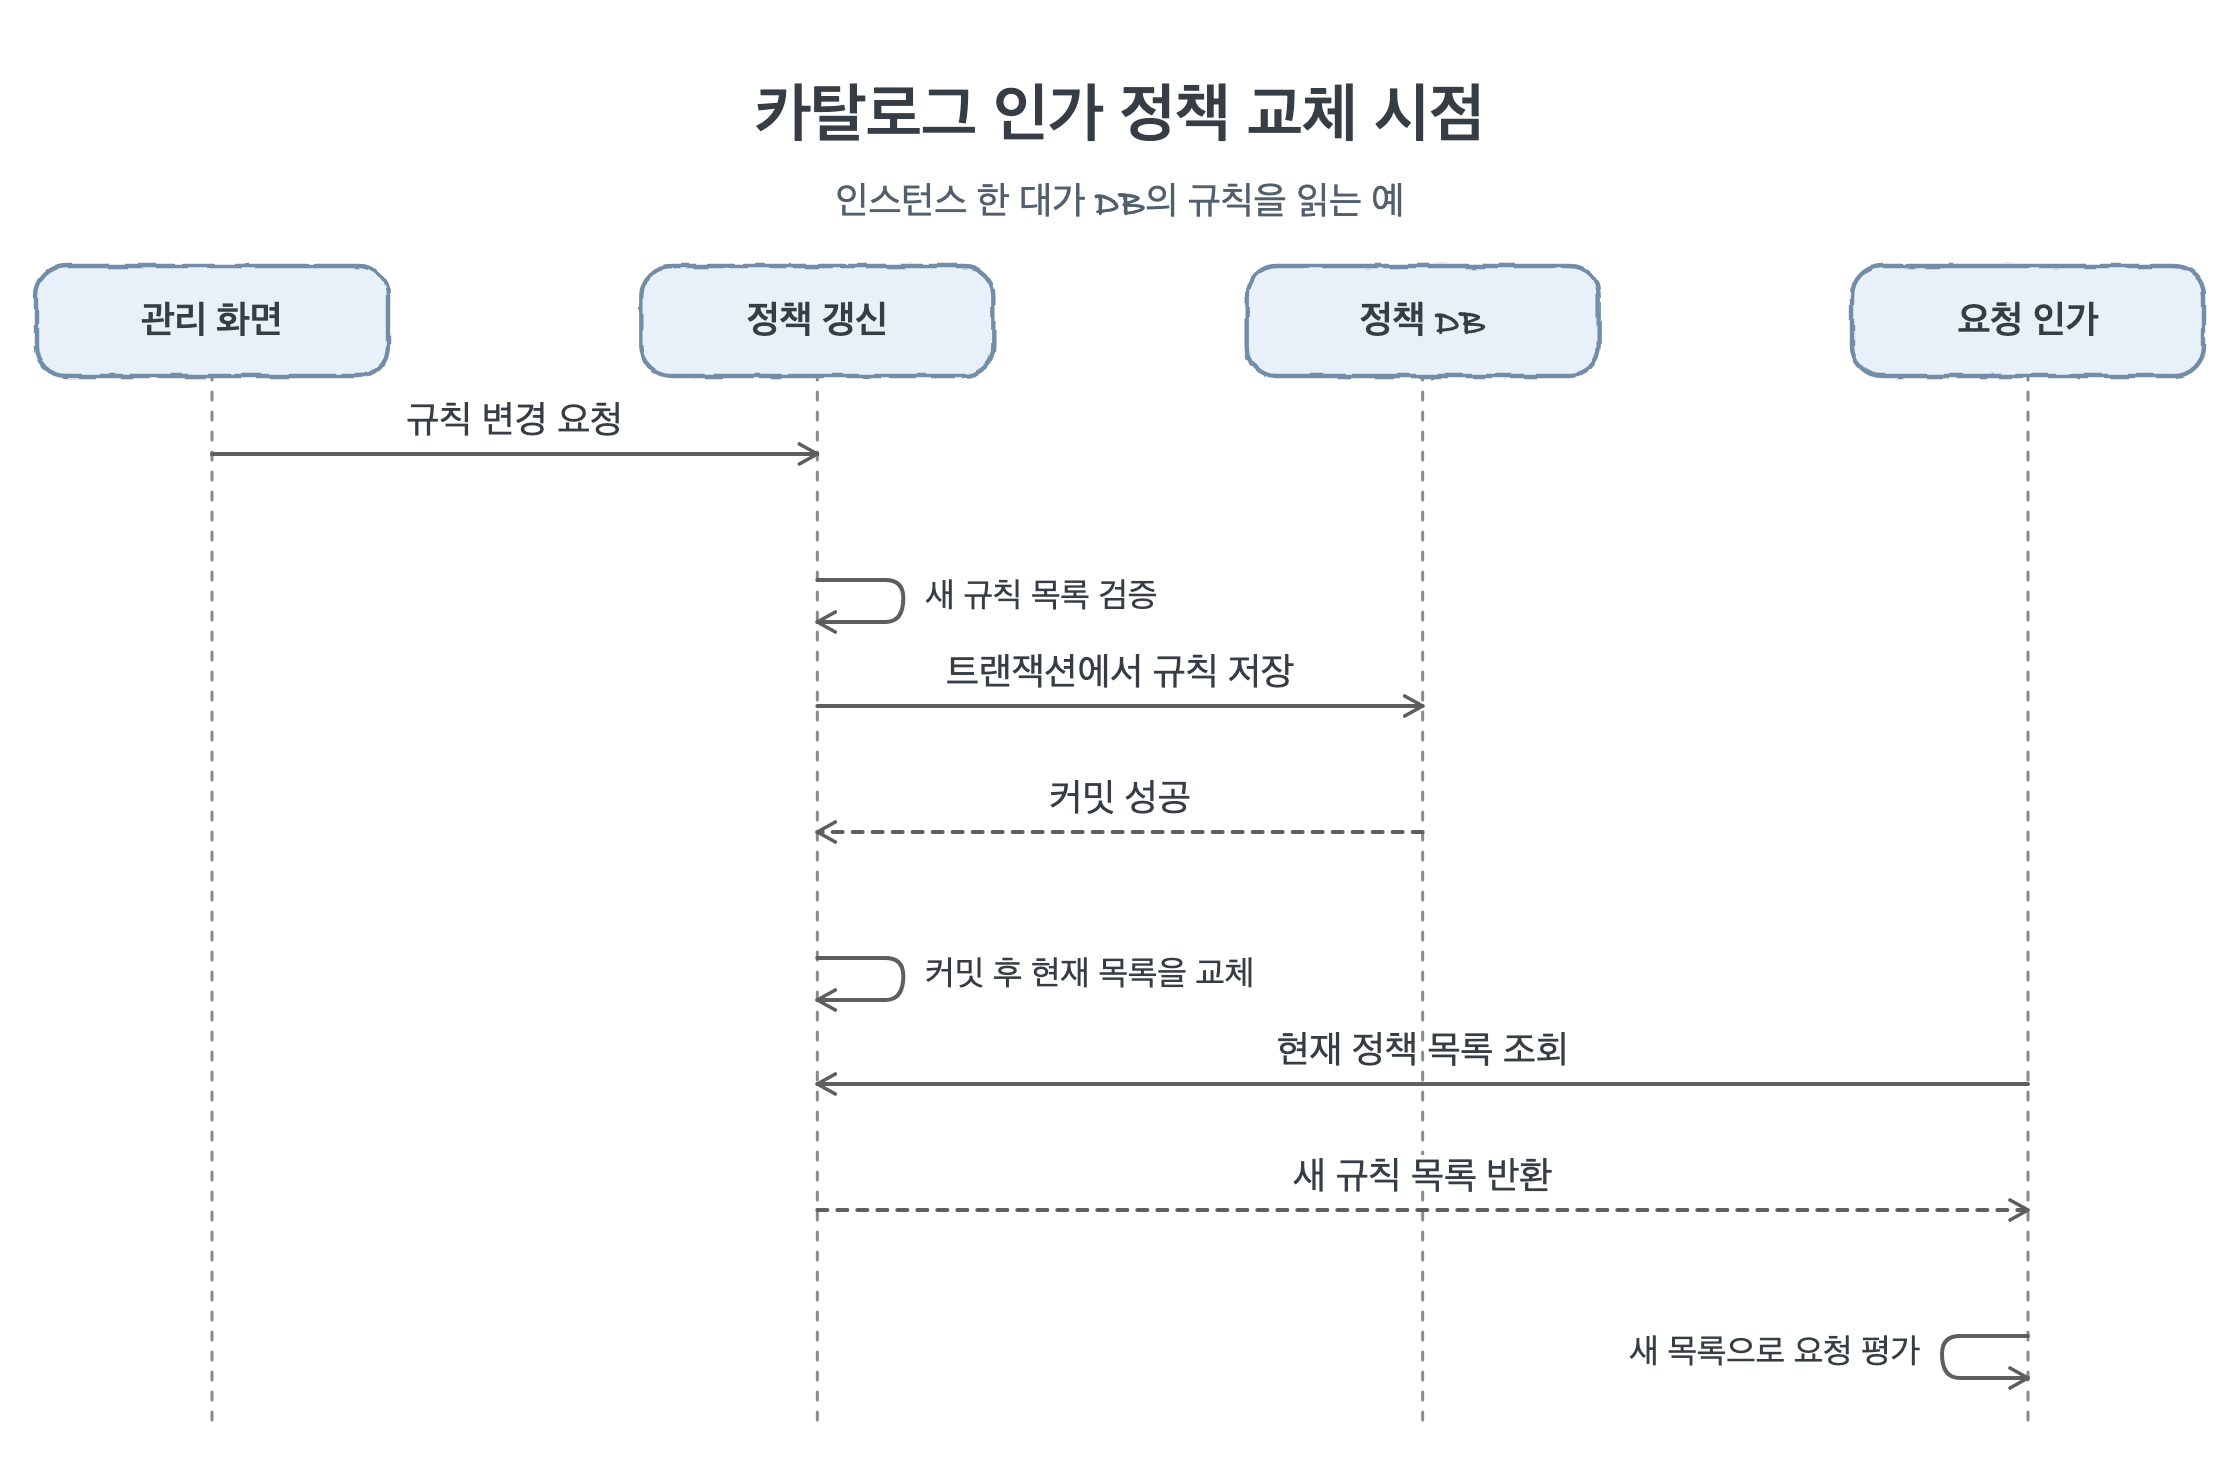 카탈로그 인가 정책 교체 시점
인스턴스 한 대가 DB의 규칙을 읽는 예
관리 화면
정책 갱신
정책 DB
요청 인가
규칙 변경 요청
새 규칙 목록 검증
트랜잭션에서 규칙 저장
커밋 성공
커밋 후 현재 목록을 교체
현재 정책 목록 조회
새 규칙 목록 반환
새 목록으로 요청 평가